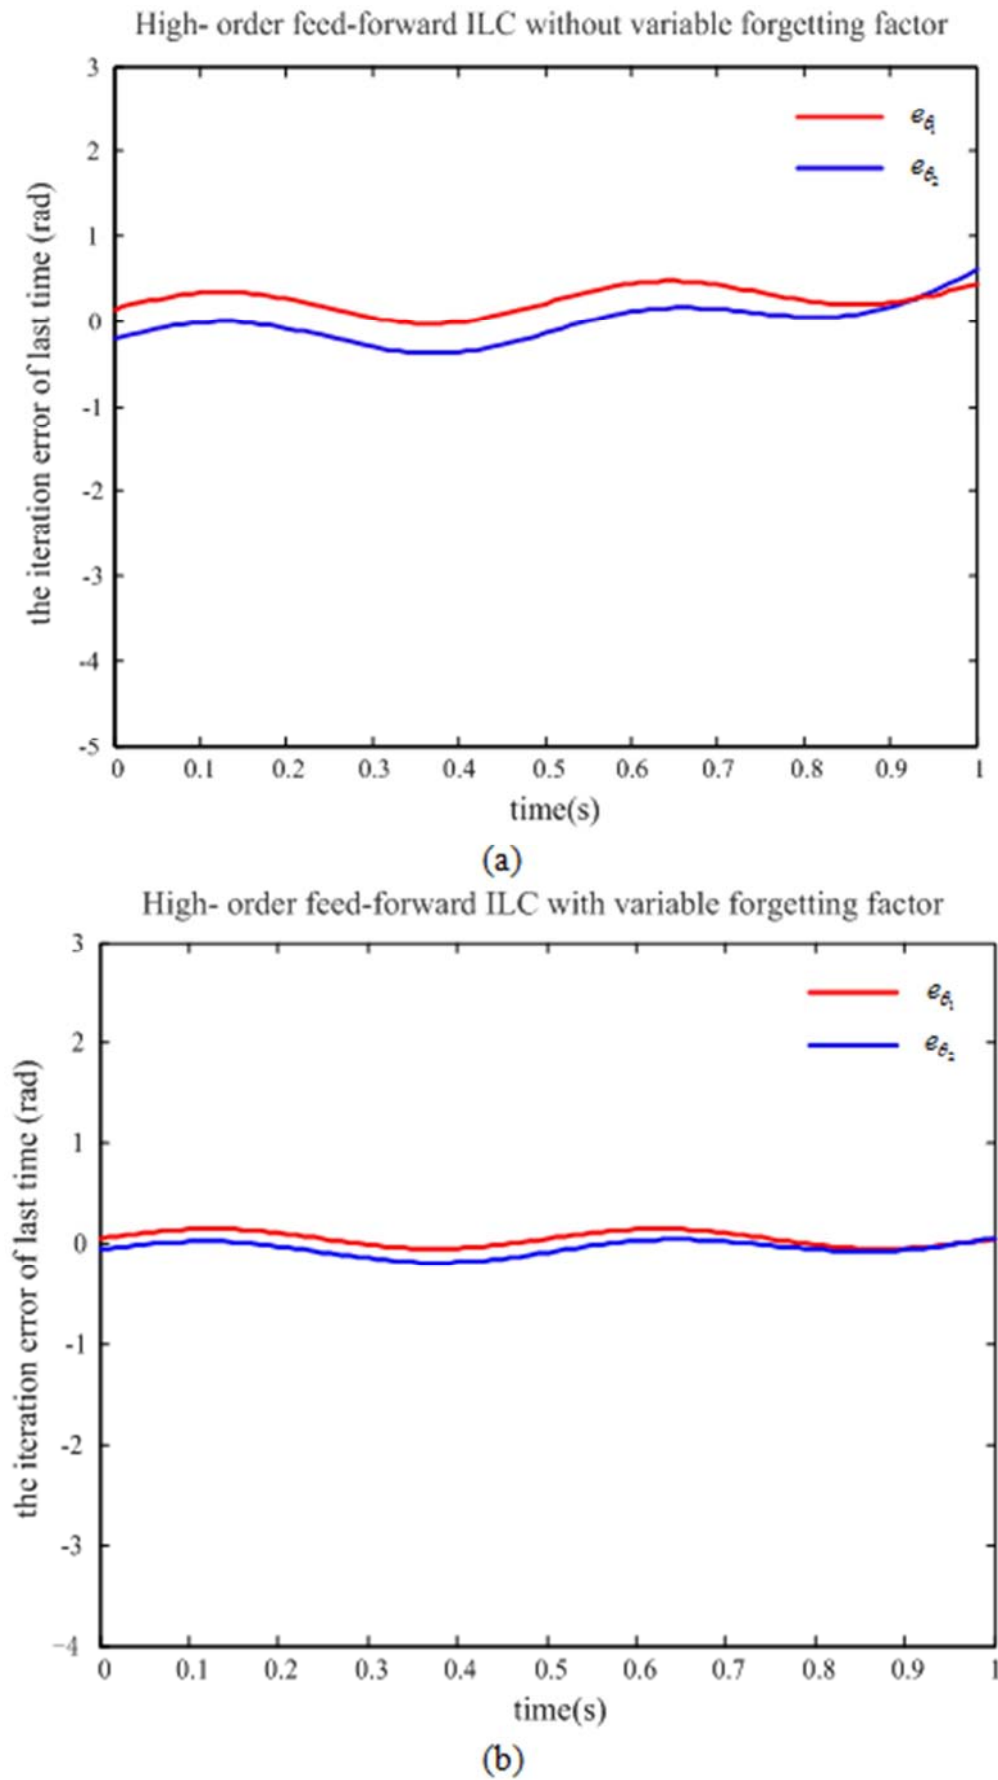 High- order feed-forward ILC without variable forgetting factor
3
2
1
0
-1
-2
-3
-4
-5
the iteration error of last time (rad)
e_θ1
e_θ2
0 0.1 0.2 0.3 0.4 0.5 0.6 0.7 0.8 0.9 1
time(s)
(a)
High- order feed-forward ILC with variable forgetting factor
3
2
1
0
-1
-2
-3
-4
the iteration error of last time (rad)
e_θ1
e_θ2
0 0.1 0.2 0.3 0.4 0.5 0.6 0.7 0.8 0.9 1
time(s)
(b)